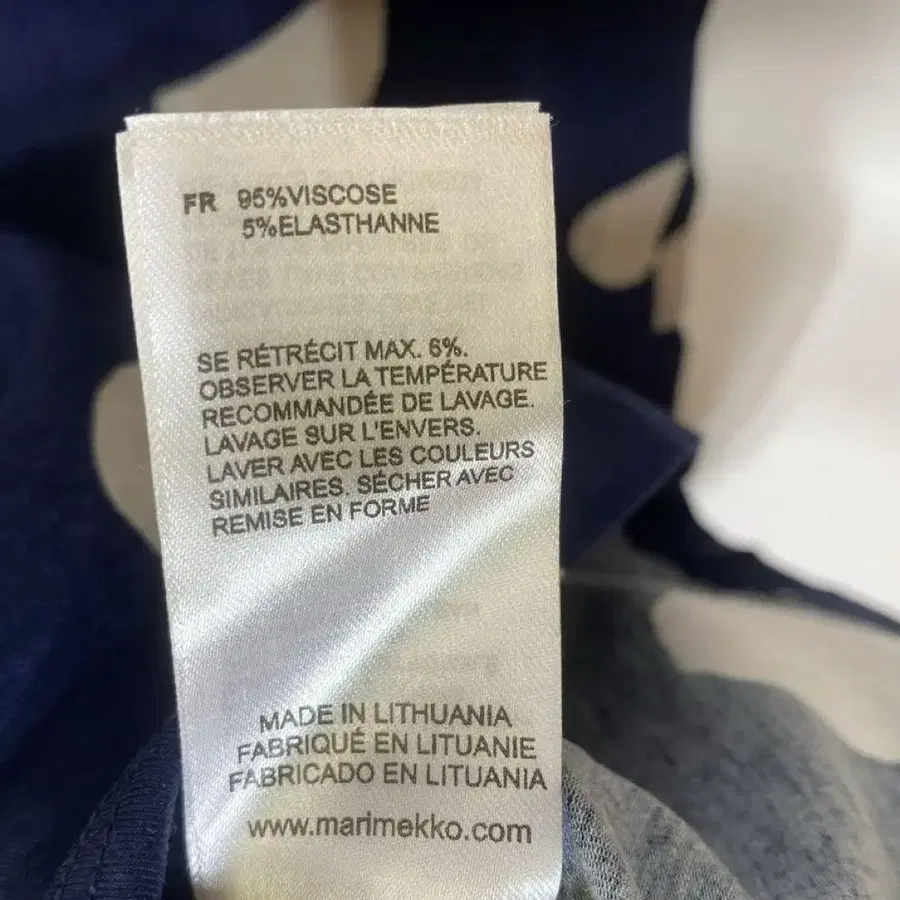 FR 95%VISCOSE
5%ELASTHANNE
SE RÉTRÉCIT MAX. 6%.
OBSERVER LA TEMPÉRATURE
RECOMMANDÉE DE LAVAGE.
LAVAGE SUR L'ENVERS.
LAVER AVEC LES COULEURS
SIMILAIRES. SÉCHER AVEC
REMISE EN FORME
MADE IN LITHUANIA
FABRIQUÉ EN LITUANIE
FABRICADO EN LITUANIA
www.marimekko.com